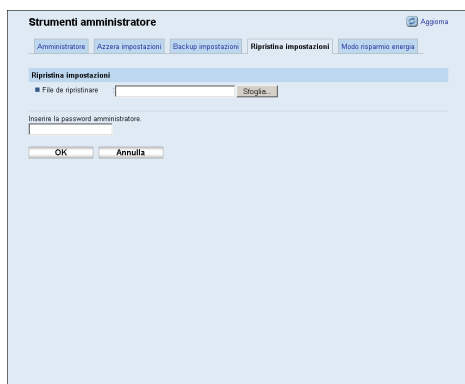 Strumenti amministratore
Aggiorna
Amministratore Azzera impostazioni Backup impostazioni Ripristina impostazioni Modo risparmio energia
Ripristina impostazioni
File de ripristinare
Sfoglia...
Inserire la password amministratore.
OK Annulla